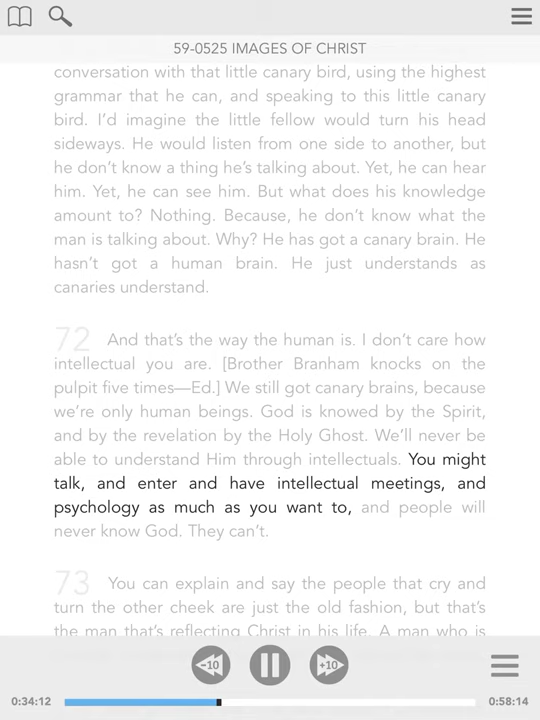 59-0525 IMAGES OF CHRIST
conversation with that little canary bird, using the highest
grammar that he can, and speaking to this little canary
bird. I'd imagine the little fellow would turn his head
sideways. He would listen from one side to another, but
he don't know a thing he's talking about. Yet, he can hear
him. Yet, he can see him. But what does his knowledge
amount to? Nothing. Because, he don't know what the
man is talking about. Why? He has got a canary brain. He
hasn't got a human brain. He just understands as
canaries understand.
72 And that's the way the human is. I don't care how
intellectual you are. [Brother Branham knocks on the
pulpit five times—Ed.] We still got canary brains, because
we're only human beings. God is knowed by the Spirit,
and by the revelation by the Holy Ghost. We'll never be
able to understand Him through intellectuals. You might
talk, and enter and have intellectual meetings, and
psychology as much as you want to, and people will
never know God. They can't.
73 You can explain and say the people that cry and
turn the other cheek are just the old fashion, but that's
the man that's reflecting Christ in his life. A man who is
-10 +10
0:34:12 0:58:14